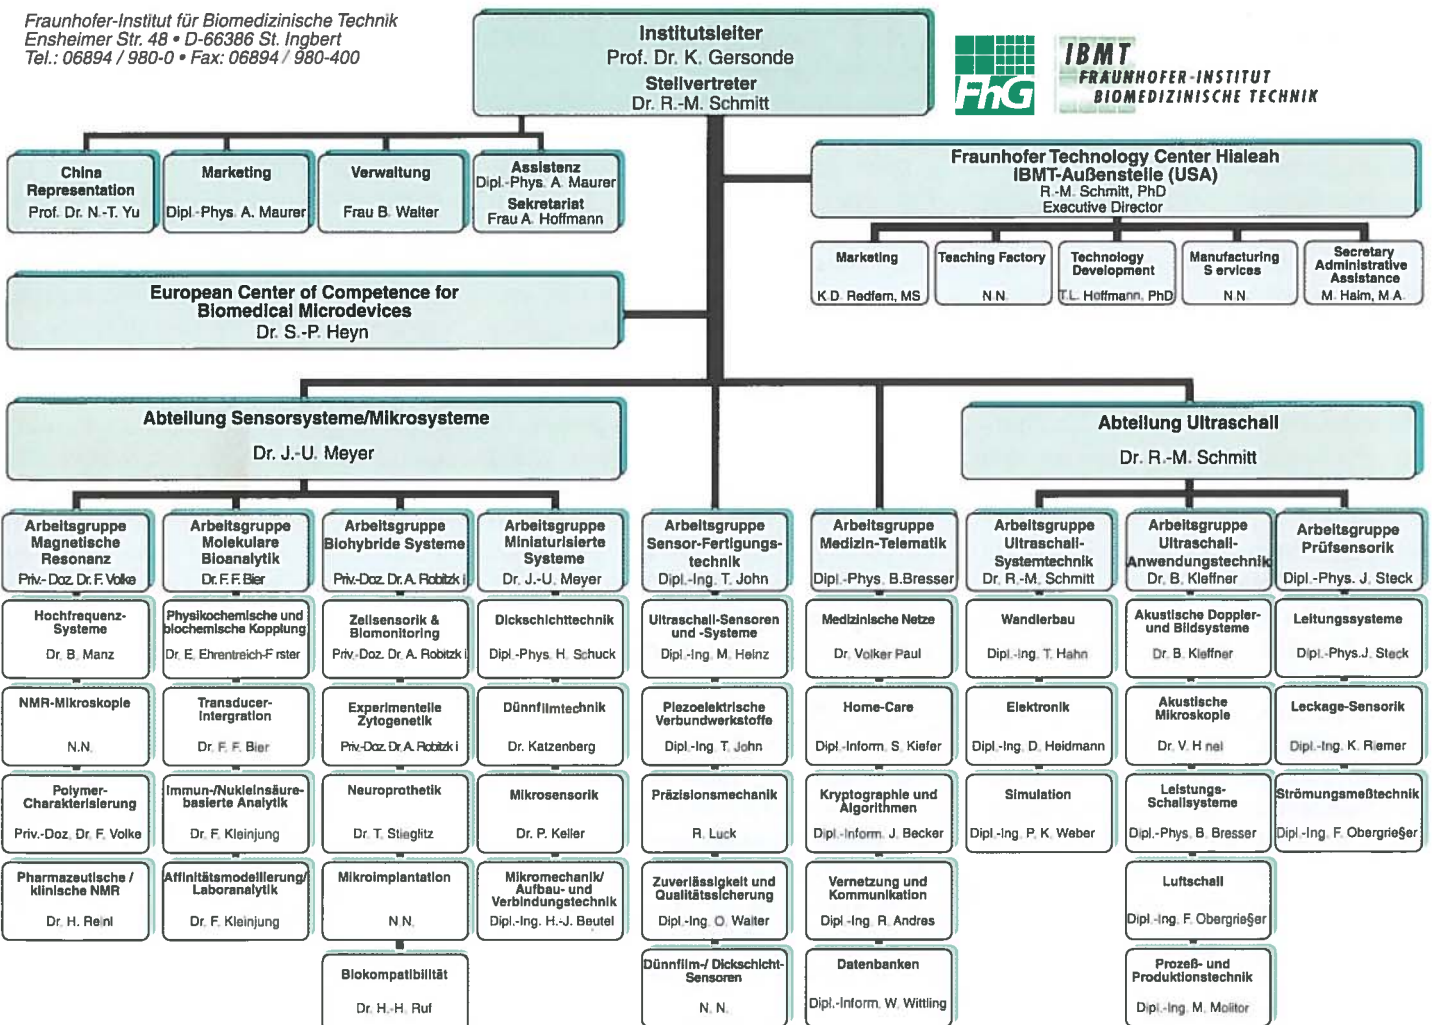 Fraunhofer-Institut für Biomedizinische Technik
Ensheimer Str. 48 • D-66386 St. Ingbert
Tel.: 06894 / 980-0 • Fax: 06894 / 980-400
Institutsleiter
Prof. Dr. K. Gersonde
Stellvertreter
Dr. R.-M. Schmitt
FhG
IBMT
FRAUNHOFER-INSTITUT
BIOMEDIZINISCHE TECHNIK
China
Representation
Prof. Dr. N.-T. Yu
Marketing
Dipl.-Phys. A. Maurer
Verwaltung
Frau B. Walter
Assistenz
Dipl.-Phys. A. Maurer
Sekretariat
Frau A. Hoffmann
Fraunhofer Technology Center Hialeah
IBMT-Außenstelle (USA)
R.-M. Schmitt, PhD
Executive Director
Marketing
K.D. Redfern, MS
Teaching Factory
N.N.
Technology
Development
T.L. Hoffmann, PhD
Manufacturing
S ervices
N.N.
Secretary
Administrative
Assistance
M. Halm, M.A.
European Center of Competence for
Biomedical Microdevices
Dr. S.-P. Heyn
Abteilung Sensorsysteme/Mikrosysteme
Dr. J.-U. Meyer
Abteilung Ultraschall
Dr. R.-M. Schmitt
Arbeitsgruppe
Magnetische
Resonanz
Priv.-Doz. Dr. F. Volke
Hochfrequenz-
Systeme
Dr. B. Manz
NMR-Mikroskopie
N.N.
Polymer-
Charakterisierung
Priv.-Doz. Dr. F. Volke
Pharmazeutische /
klinische NMR
Dr. H. Reinl
Arbeitsgruppe
Molekulare
Bioanalytik
Dr. F. F. Bier
Physikochemische und
biochemische Kopplung
Dr. E. Ehrentreich-F rster
Transducer-
Intergration
Dr. F. F. Bier
Immun-/Nukleinsäure-
basierte Analytik
Dr. F. Kleinjung
Affinitätsmodellierung/
Laboranalytik
Dr. F. Kleinjung
Arbeitsgruppe
Biohybride Systeme
Priv.-Doz. Dr. A. Robitzk i
Zellsensorik &
Biomonitoring
Priv.-Doz. Dr. A. Robitzk i
Experimentelle
Zytogenetik
Priv.-Doz. Dr. A. Robitzk i
Neuroprothetik
Dr. T. Stieglitz
Mikroimplantation
N.N.
Biokompatibilität
Dr. H.-H. Ruf
Arbeitsgruppe
Miniaturisierte
Systeme
Dr. J.-U. Meyer
Dickschichttechnik
Dipl.-Phys. H. Schuck
Dünnfilmtechnik
Dr. Katzenberg
Mikrosensorik
Dr. P. Keller
Mikromechanik/
Aufbau- und
Verbindungstechnik
Dipl.-Ing. H.-J. Beutel
Arbeitsgruppe
Sensor-Fertigungs-
technik
Dipl.-Ing. T. John
Ultraschall-Sensoren
und -Systeme
Dipl.-Ing. M. Heinz
Piezoelektrische
Verbundwerkstoffe
Dipl.-Ing. T. John
Präzisionsmechanik
R. Luck
Zuverlässigkeit und
Qualitätssicherung
Dipl.-Ing. O. Walter
Dünnfilm-/ Dickschicht-
Sensoren
N. N.
Arbeitsgruppe
Medizin-Telematik
Dipl.-Phys. B.Bresser
Medizinische Netze
Dr. Volker Paul
Home-Care
Dipl.-Inform. S. Kiefer
Kryptographie und
Algorithmen
Dipl.-Inform. J. Becker
Vernetzung und
Kommunikation
Dipl.-Ing. R. Andres
Datenbanken
Dipl.-Inform. W. Wittling
Arbeitsgruppe
Ultraschall-
Systemtechnik
Dr. R.-M. Schmitt
Wandlerbau
Dipl.-Ing. T. Hahn
Elektronik
Dipl.-Ing. D. Heidmann
Simulation
Dipl.-Ing. P. K. Weber
Arbeitsgruppe
Ultraschall-
Anwendungstechnik
Dr. B. Kleffner
Akustische Doppler-
und Bildsysteme
Dr. B. Kleffner
Akustische
Mikroskopie
Dr. V. H nel
Leistungs-
Schallsysteme
Dipl.-Phys. B. Bresser
Luftschall
Dipl.-Ing. F. Obergrie§er
Prozeß- und
Produktionstechnik
Dipl.-Ing. M. Molitor
Arbeitsgruppe
Prüfsensorik
Dipl.-Phys. J. Steck
Leitungssysteme
Dipl.-Phys.J. Steck
Leckage-Sensorik
Dipl.-Ing. K. Riemer
Strömungsmeßtechnik
Dipl.-Ing. F. Obergrie§er